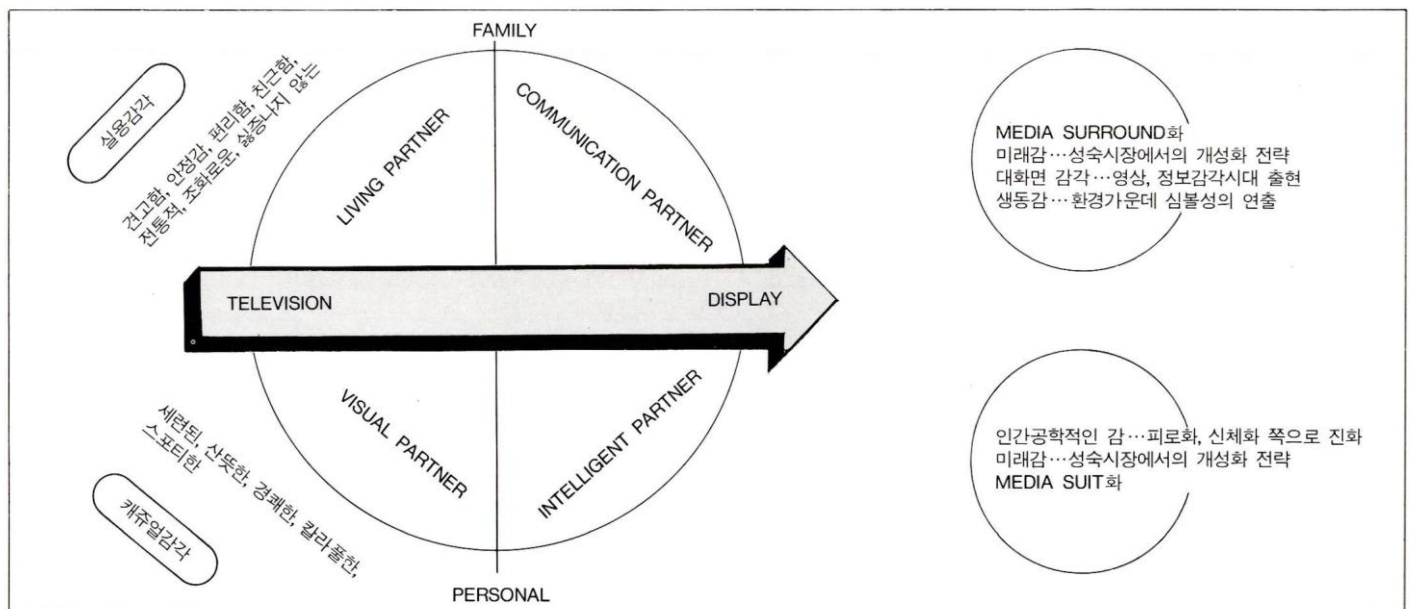 FAMILY
실용감각
견고함, 안정감, 편리함, 친근함,
전통적, 조화로운, 싫증나지 않는
LIVING PARTNER
COMMUNICATION PARTNER
MEDIA SURROUND화
미래감…성숙시장에서의 개성화 전략
대화면 감각…영상, 정보감각시대 출현
생동감…환경가운데 심볼성의 연출
TELEVISION
DISPLAY
VISUAL PARTNER
INTELLIGENT PARTNER
세련된, 산뜻한, 경쾌한, 칼라풀한,
스포티한
캐쥬얼감각
인간공학적인 감…피로화, 신체화 쪽으로 진화
미래감…성숙시장에서의 개성화 전략
MEDIA SUIT화
PERSONAL